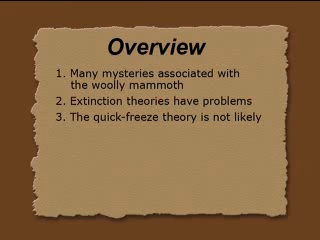 Overview
1. Many mysteries associated with
the woolly mammoth
2. Extinction theories have problems
3. The quick-freeze theory is not likely